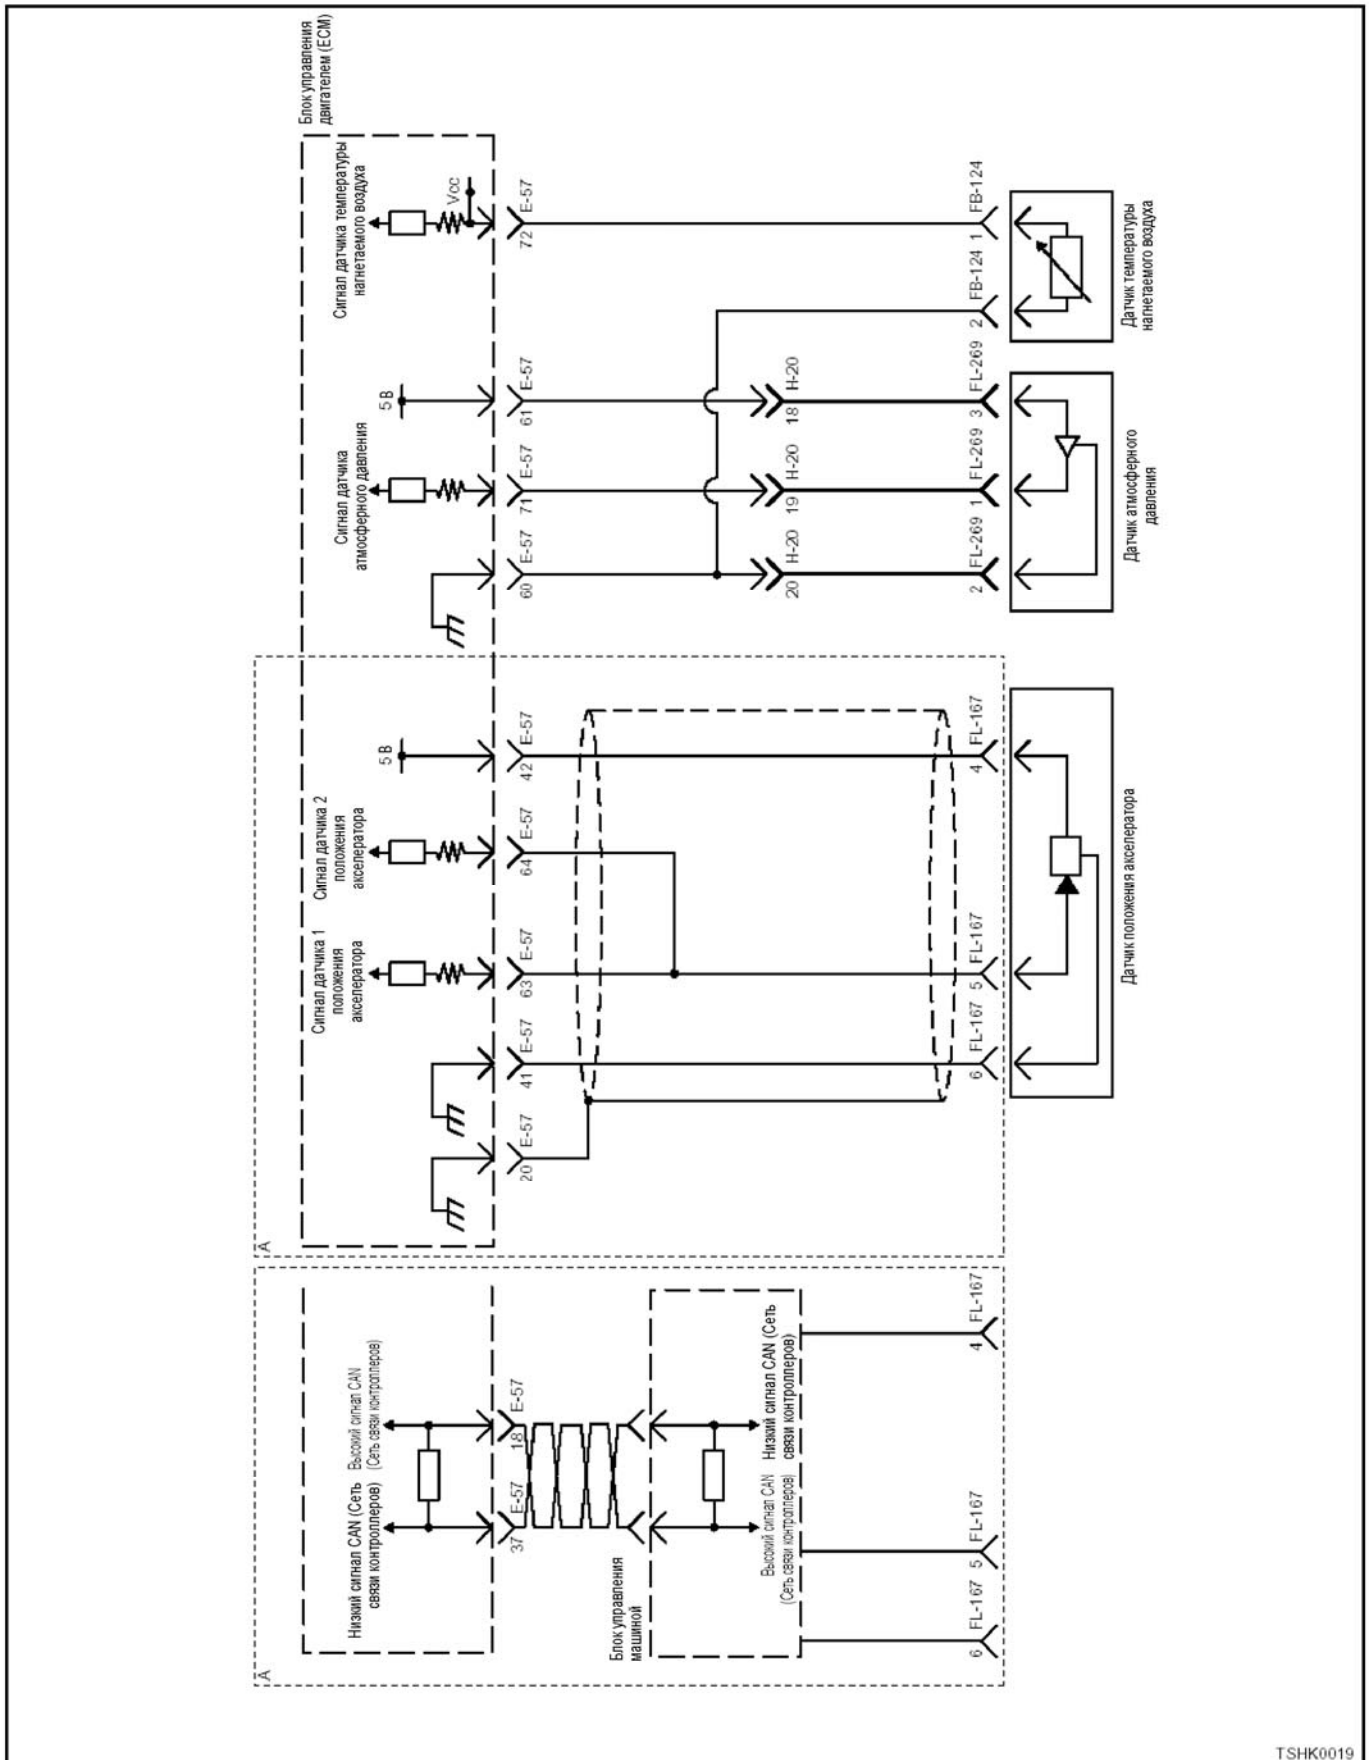 Блок управления
двигателем (ECM)
Сигнал датчика температуры
нагнетаемого воздуха
Vcc
72 E-57
1 FB-124
2 FB-124
Датчик температуры
нагнетаемого воздуха
5 В
Сигнал датчика
атмосферного давления
61 E-57
71 E-57
60 E-57
18 H-20
19 H-20
20 H-20
3 FL-269
1 FL-269
2 FL-269
Датчик атмосферного
давления
A
5 В
Сигнал датчика 2
положения
акселератора
Сигнал датчика 1
положения
акселератора
42 E-57
64 E-57
63 E-57
41 E-57
20 E-57
4 FL-167
5 FL-167
6 FL-167
Датчик положения акселератора
A
Высокий сигнал CAN
(Сеть связи контроллеров)
Низкий сигнал CAN (Сеть
связи контроллеров)
18 E-57
37 E-57
Блок управления
машиной
Низкий сигнал CAN (Сеть
связи контроллеров)
Высокий сигнал CAN
(Сеть связи контроллеров)
4 FL-167
5 FL-167
6 FL-167
TSHK0019